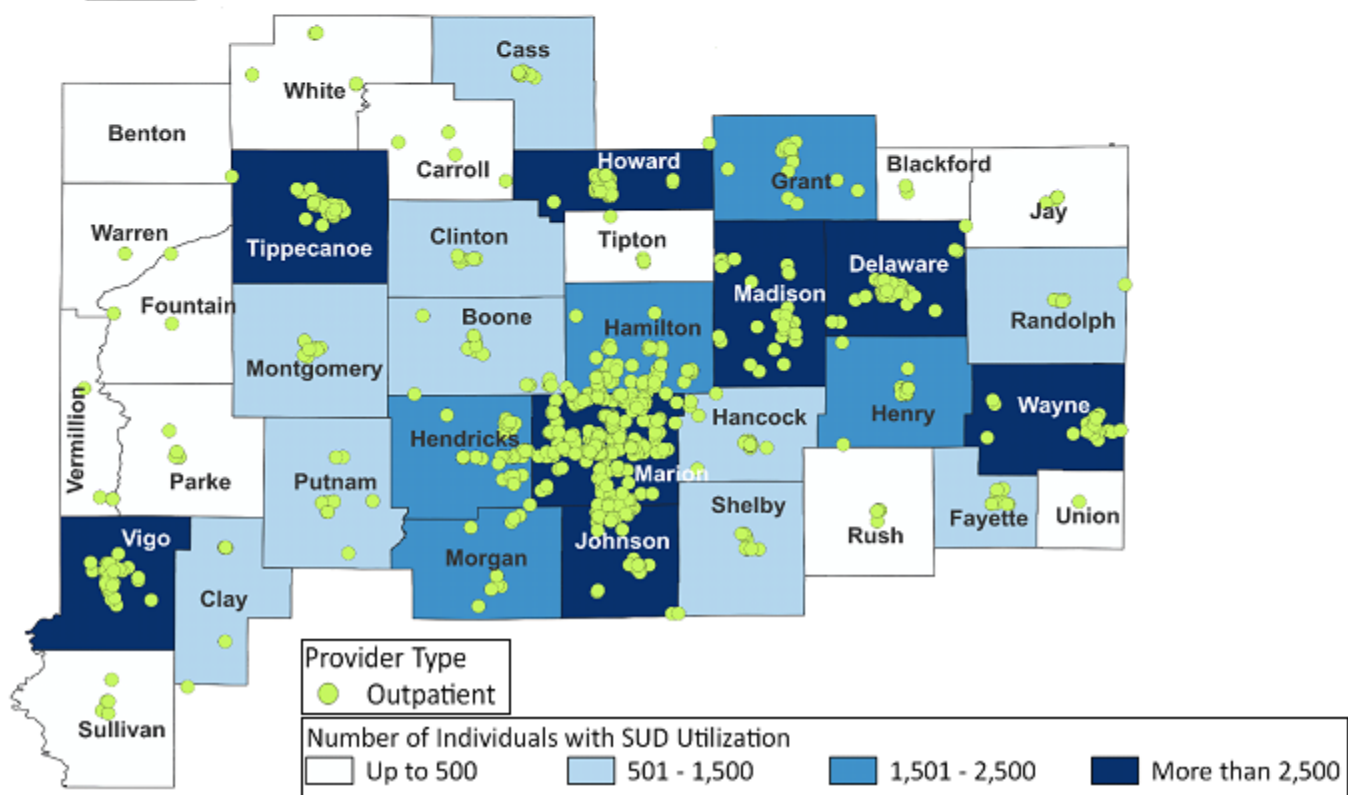 Cass
White
Benton
Howard
Blackford
Carroll
Grant
Jay
Warren
Clinton
Tipton
Tippecanoe
Delaware
Madison
Fountain
Boone
Hamilton
Randolph
Montgomery
Wayne
Hancock
Henry
Hendricks
Vermillion
Marion
Parke
Putnam
Shelby
Fayette
Union
Rush
Vigo
Johnson
Morgan
Clay
Sullivan
Provider Type
Outpatient
Number of Individuals with SUD Utilization
Up to 500 501 - 1,500 1,501 - 2,500 More than 2,500